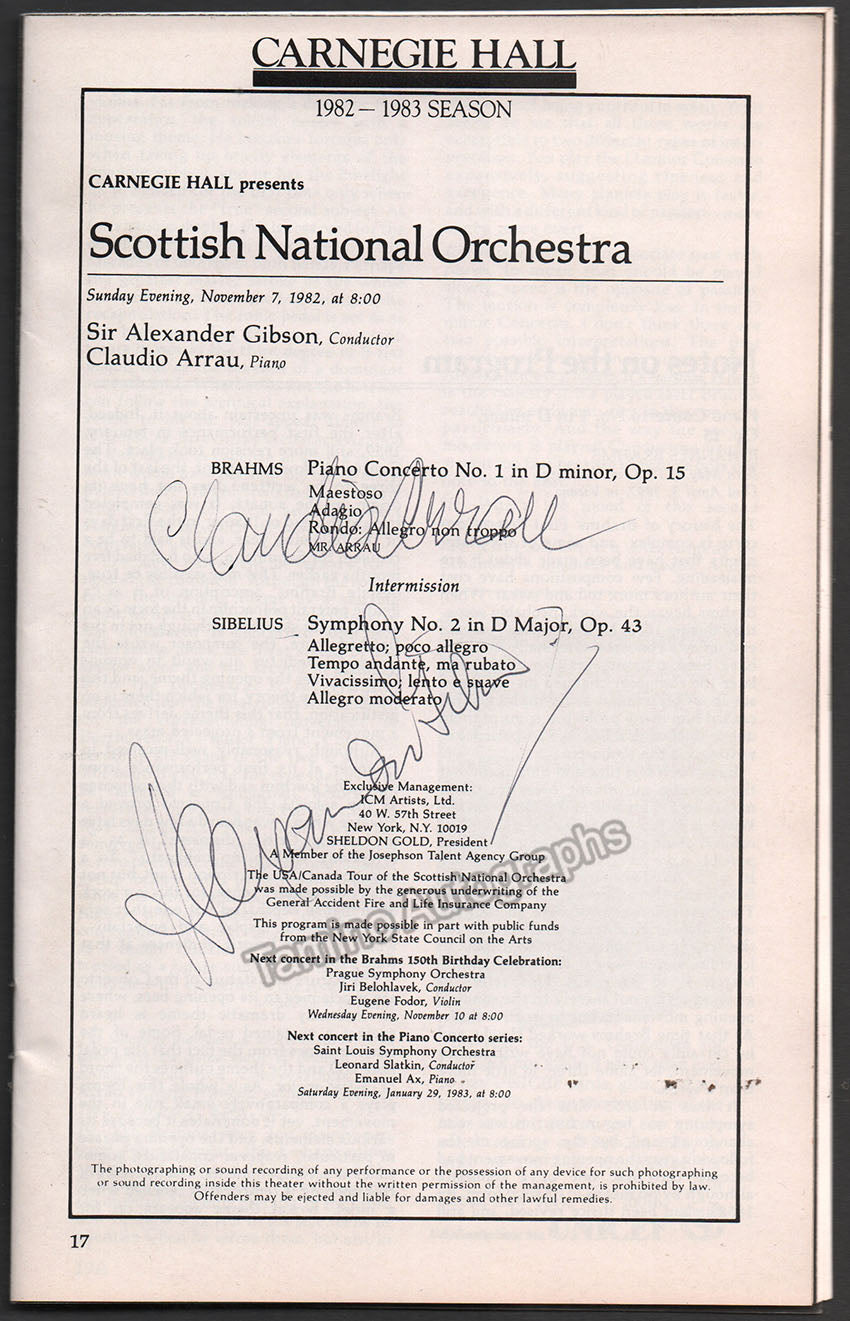 CARNEGIE HALL
1982 – 1983 SEASON
CARNEGIE HALL presents
Scottish National Orchestra
Sunday Evening, November 7, 1982, at 8:00
Sir Alexander Gibson, Conductor
Claudio Arrau, Piano
BRAHMS Piano Concerto No. 1 in D minor, Op. 15
Maestoso
Adagio
Rondo: Allegro non troppo
MR. ARRAU
Claudio Arrau
Intermission
SIBELIUS Symphony No. 2 in D Major, Op. 43
Allegretto; poco allegro
Tempo andante, ma rubato
Vivacissimo; lento e suave
Allegro moderato
Alexander Gibson
Exclusive Management:
ICM Artists, Ltd.
40 W. 57th Street
New York, N.Y. 10019
SHELDON GOLD, President
A Member of the Josephson Talent Agency Group
The USA/Canada Tour of the Scottish National Orchestra
was made possible by the generous underwriting of the
General Accident Fire and Life Insurance Company
Tamino Autographs
This program is made possible in part with public funds
from the New York State Council on the Arts
Next concert in the Brahms 150th Birthday Celebration:
Prague Symphony Orchestra
Jiri Belohlavek, Conductor
Eugene Fodor, Violin
Wednesday Evening, November 10 at 8:00
Next concert in the Piano Concerto series:
Saint Louis Symphony Orchestra
Leonard Slatkin, Conductor
Emanuel Ax, Piano
Saturday Evening, January 29, 1983, at 8:00
The photographing or sound recording of any performance or the possession of any device for such photographing
or sound recording inside this theater without the written permission of the management, is prohibited by law.
Offenders may be ejected and liable for damages and other lawful remedies.
17